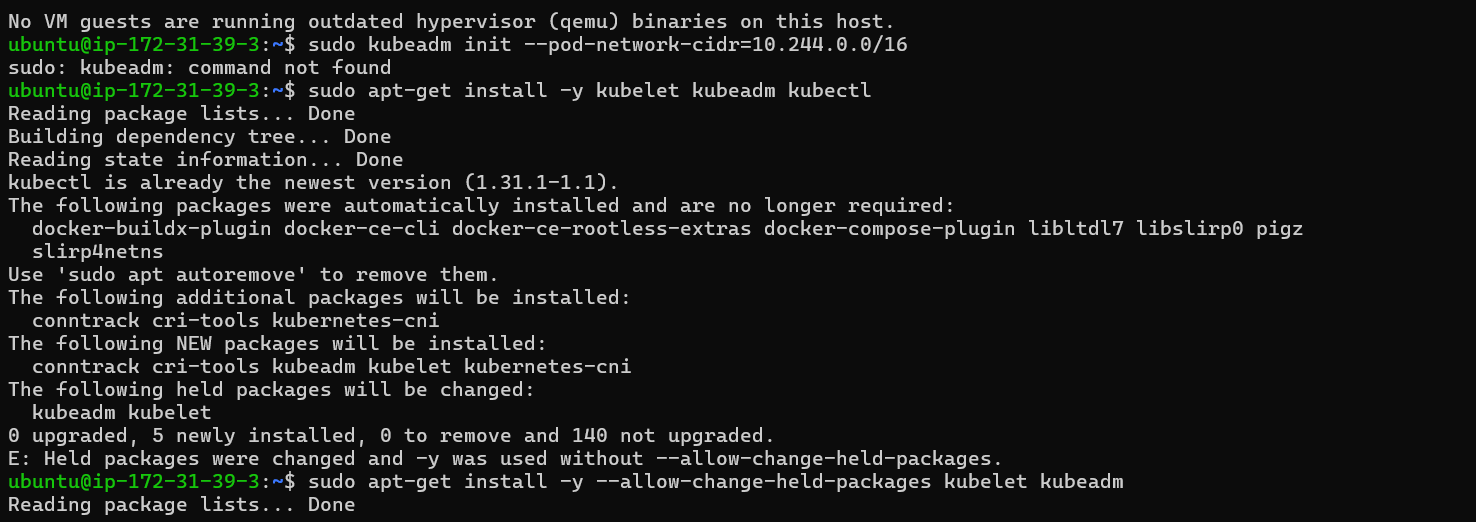 No VM guests are running outdated hypervisor (qemu) binaries on this host.
ubuntu@ip-172-31-39-3:~$ sudo kubeadm init --pod-network-cidr=10.244.0.0/16
sudo: kubeadm: command not found
ubuntu@ip-172-31-39-3:~$ sudo apt-get install -y kubelet kubeadm kubectl
Reading package lists... Done
Building dependency tree... Done
Reading state information... Done
kubectl is already the newest version (1.31.1-1.1).
The following packages were automatically installed and are no longer required:
  docker-buildx-plugin docker-ce-cli docker-ce-rootless-extras docker-compose-plugin libltdl7 libslirp0 pigz
  slirp4netns
Use 'sudo apt autoremove' to remove them.
The following additional packages will be installed:
  conntrack cri-tools kubernetes-cni
The following NEW packages will be installed:
  conntrack cri-tools kubeadm kubelet kubernetes-cni
The following held packages will be changed:
  kubeadm kubelet
0 upgraded, 5 newly installed, 0 to remove and 140 not upgraded.
E: Held packages were changed and -y was used without --allow-change-held-packages.
ubuntu@ip-172-31-39-3:~$ sudo apt-get install -y --allow-change-held-packages kubelet kubeadm
Reading package lists... Done